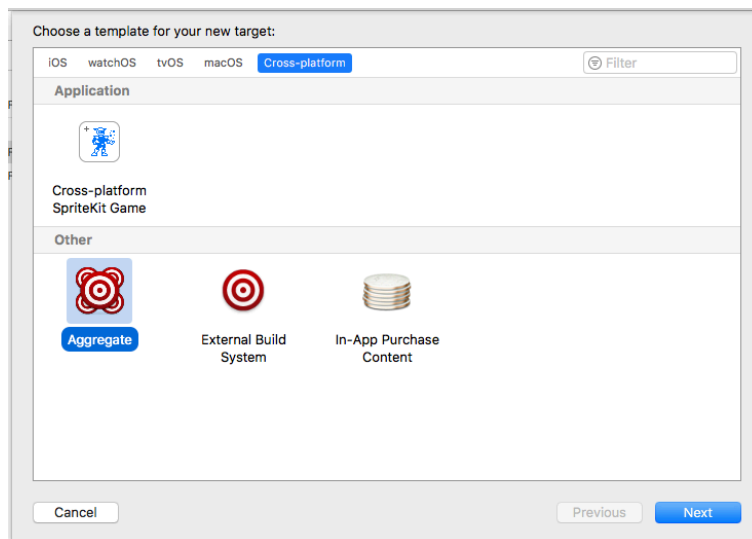 Choose a template for your new target:
iOS watchOS tvOS macOS Cross-platform Filter
Application
Cross-platform
SpriteKit Game
Other
Aggregate External Build In-App Purchase
System Content
Cancel Previous Next